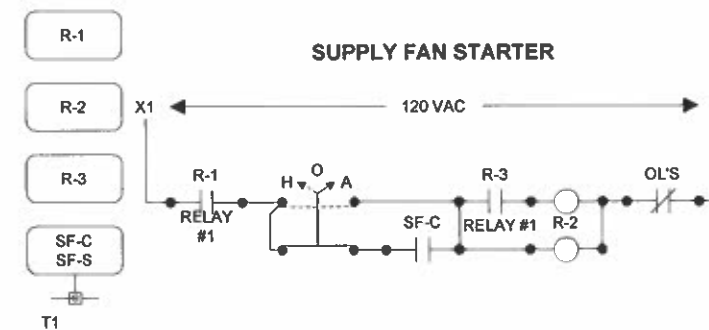 R-1
SUPPLY FAN STARTER
R-2
X1
120 VAC
R-3
R-1
H
O
A
R-3
OL'S
RELAY
#1
SF-C
RELAY #1
R-2
SF-C
SF-S
T1